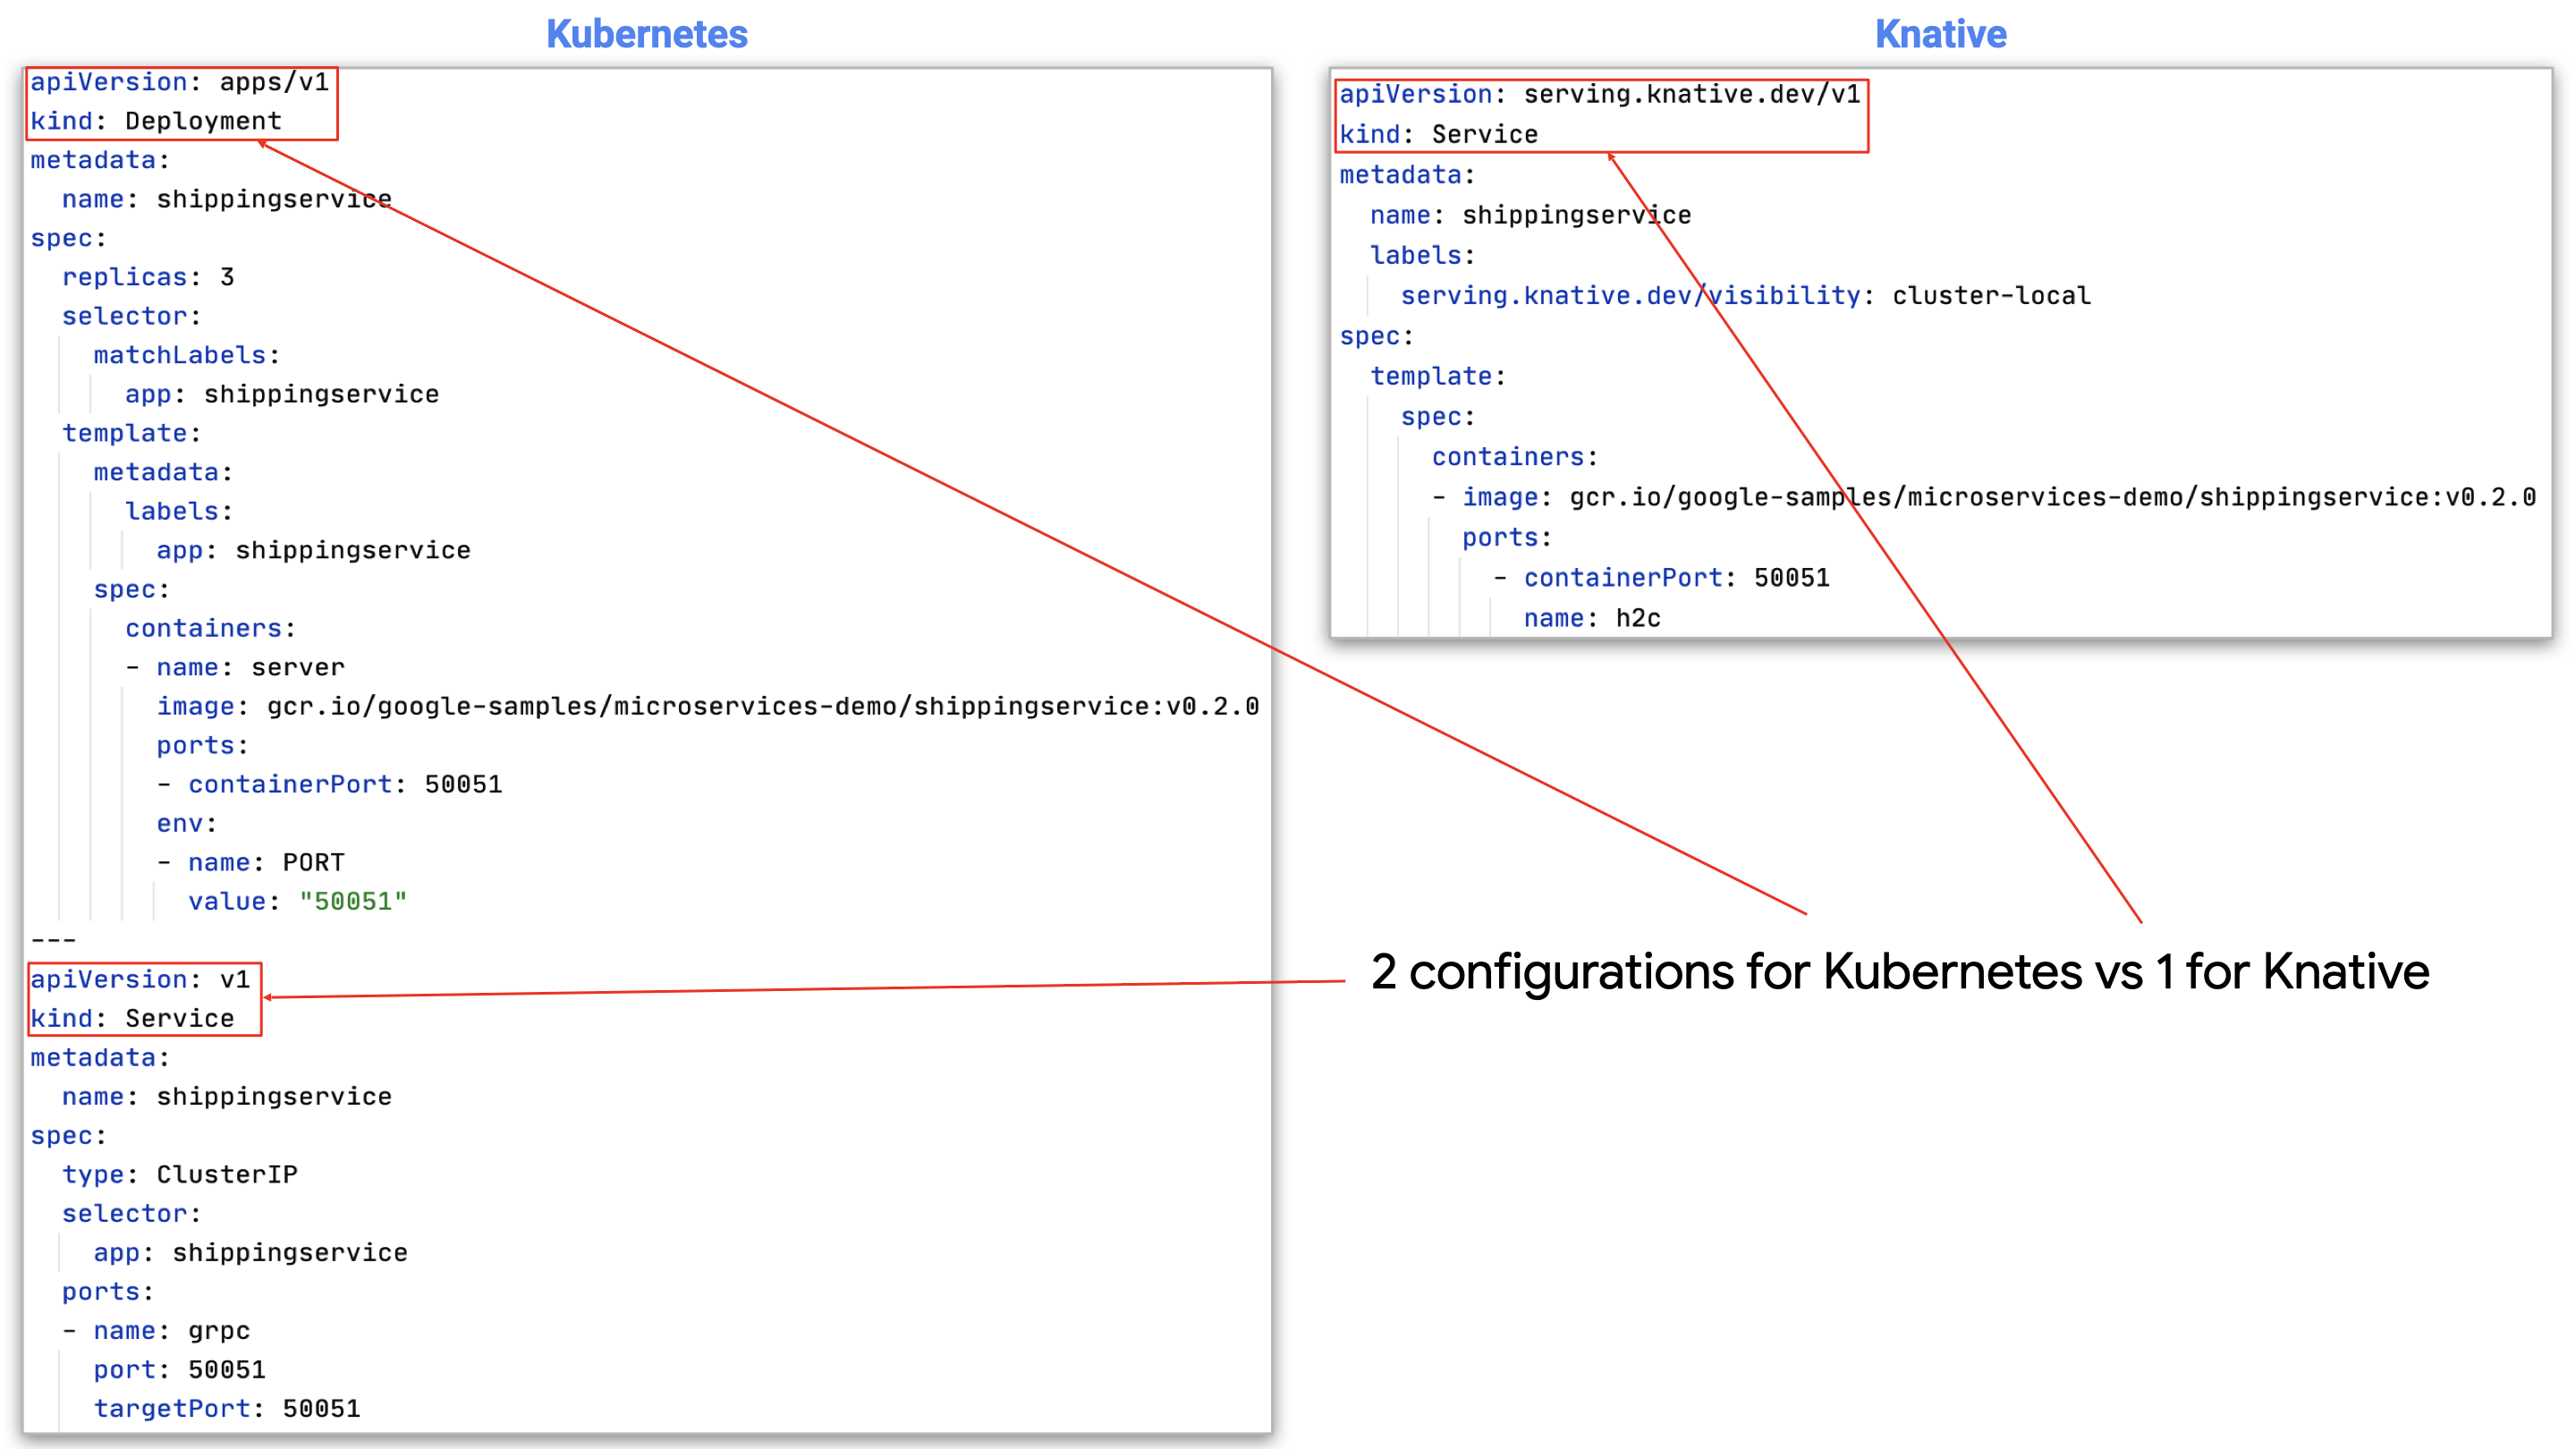 Kubernetes
apiVersion: apps/v1
kind: Deployment
metadata:
  name: shippingservice
spec:
  replicas: 3
  selector:
    matchLabels:
      app: shippingservice
  template:
    metadata:
      labels:
        app: shippingservice
    spec:
      containers:
      - name: server
        image: gcr.io/google-samples/microservices-demo/shippingservice:v0.2.0
        ports:
        - containerPort: 50051
        env:
        - name: PORT
          value: "50051"
---
apiVersion: v1
kind: Service
metadata:
  name: shippingservice
spec:
  type: ClusterIP
  selector:
    app: shippingservice
  ports:
  - name: grpc
    port: 50051
    targetPort: 50051
Knative
apiVersion: serving.knative.dev/v1
kind: Service
metadata:
  name: shippingservice
  labels:
    serving.knative.dev/visibility: cluster-local
spec:
  template:
    spec:
      containers:
      - image: gcr.io/google-samples/microservices-demo/shippingservice:v0.2.0
        ports:
          - containerPort: 50051
            name: h2c
2 configurations for Kubernetes vs 1 for Knative